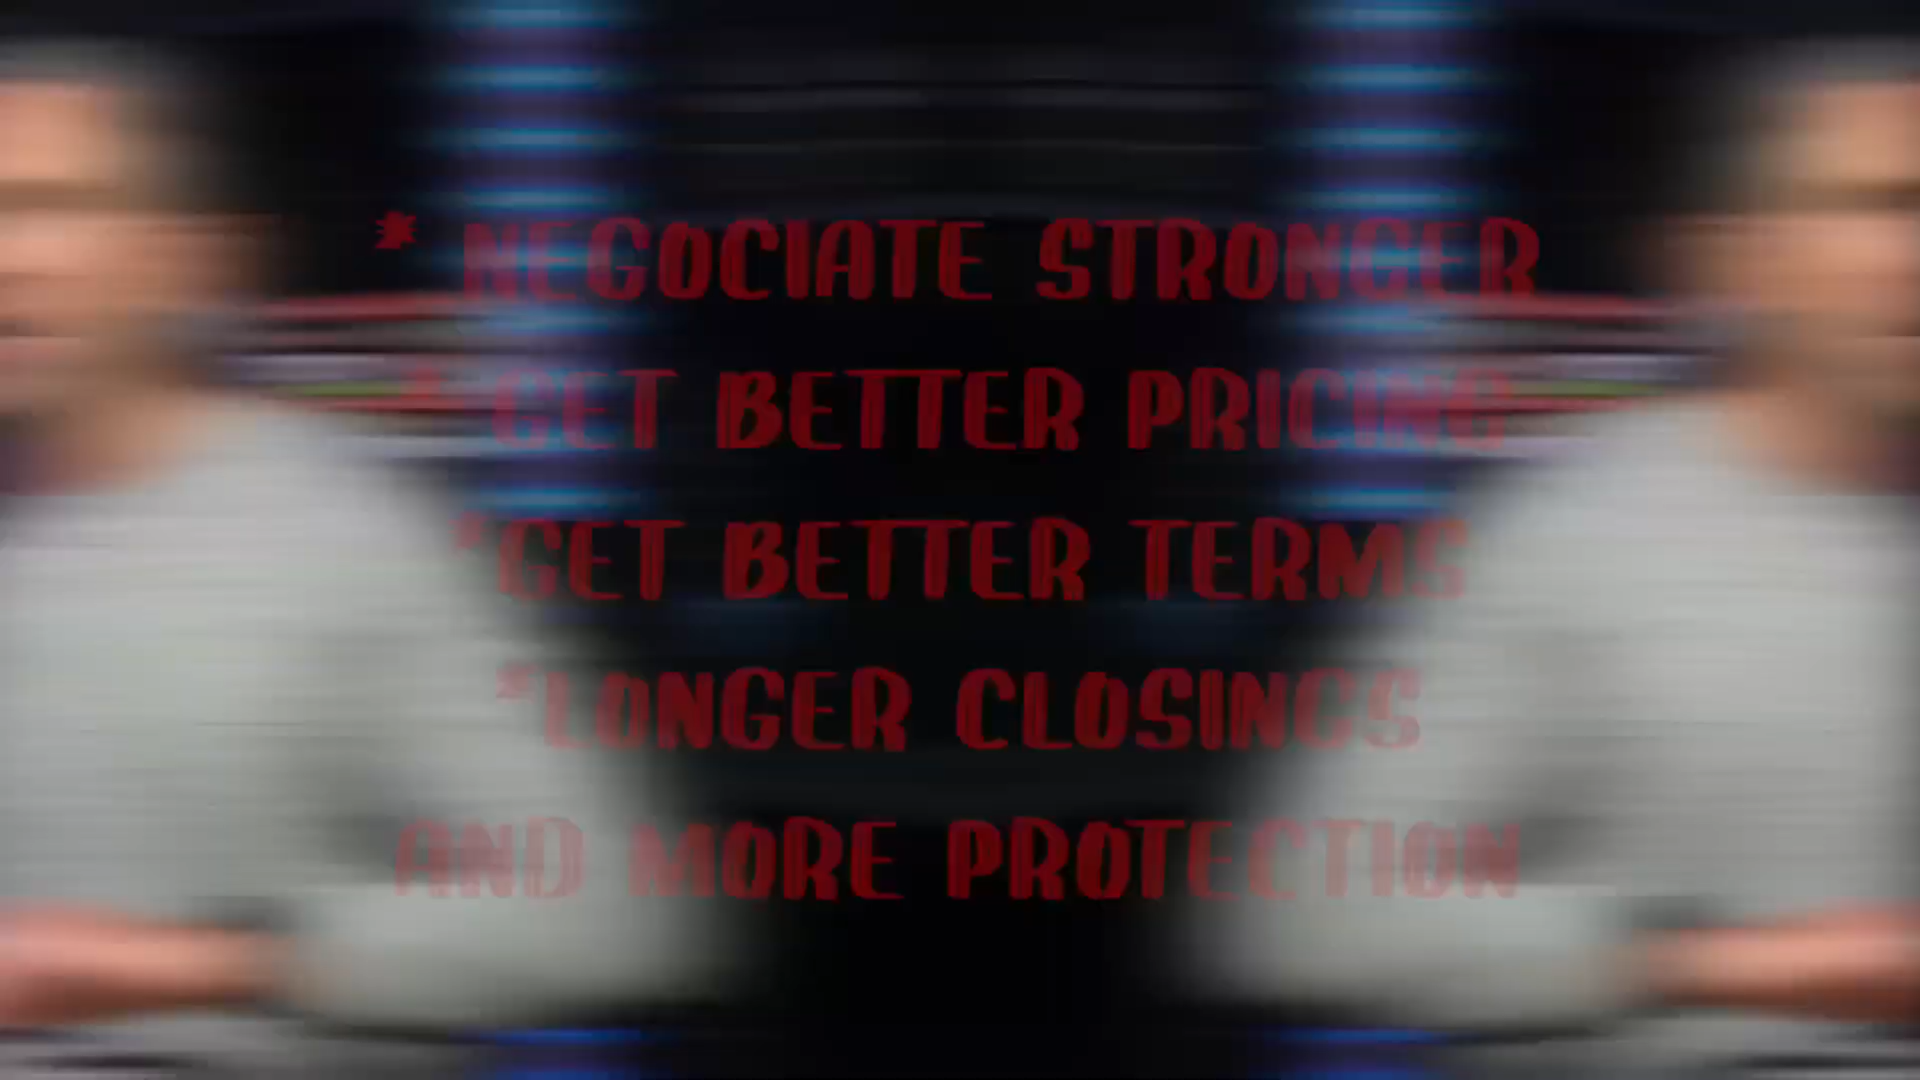 * NEGOCIATE STRONGER
* GET BETTER PRICING
*GET BETTER TERMS
*LONGER CLOSINGS
AND MORE PROTECTION